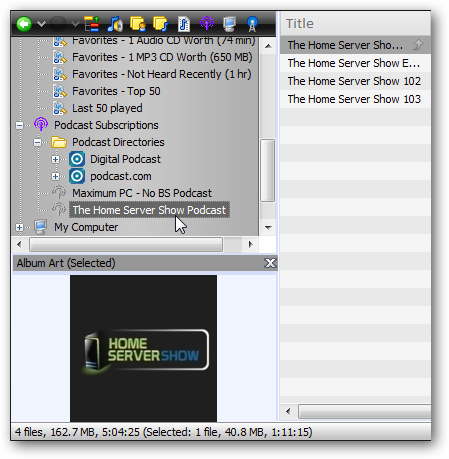 Favorites - 1 Audio CD Worth (74 min)
Favorites - 1 MP3 CD Worth (650 MB)
Favorites - Not Heard Recently (1 hr)
Favorites - Top 50
Last 50 played
Podcast Subscriptions
Podcast Directories
Digital Podcast
podcast.com
Maximum PC - No BS Podcast
The Home Server Show Podcast
My Computer
Album Art (Selected)
HOME
SERVERSHOW
Title
The Home Server Sho...
The Home Server Show E...
The Home Server Show 102
The Home Server Show 103
4 files, 162.7 MB, 5:04:25 (Selected: 1 file, 40.8 MB, 1:11:15)